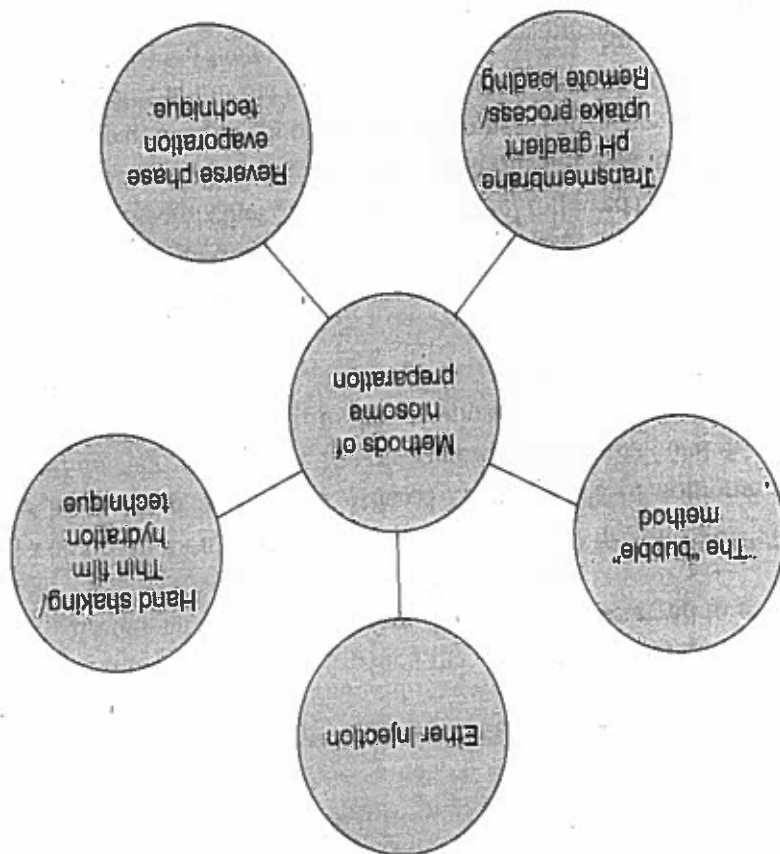 Ether Injection
The "bubble"
method
Hand shaking/
Thin film
hydration
technique
Methods of
niosome
preparation
Transmembrane
pH gradient
uptake process/
Remote loading
Reverse phase
evaporation
technique